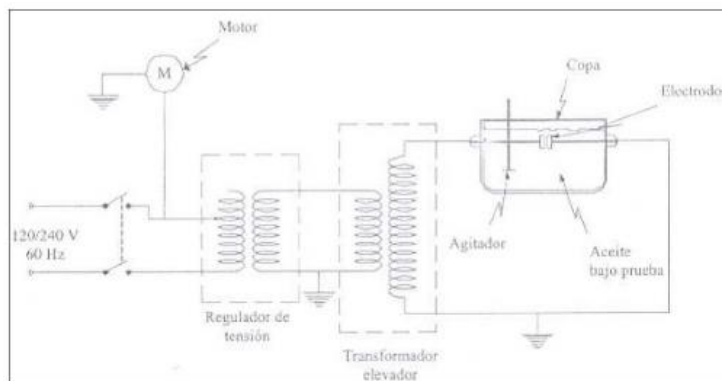 Motor
M
Copa
Electrodo
120/240 V
60 Hz
Agitador
Aceite
bajo prueba
Regulador de
tensión
Transformador
elevador